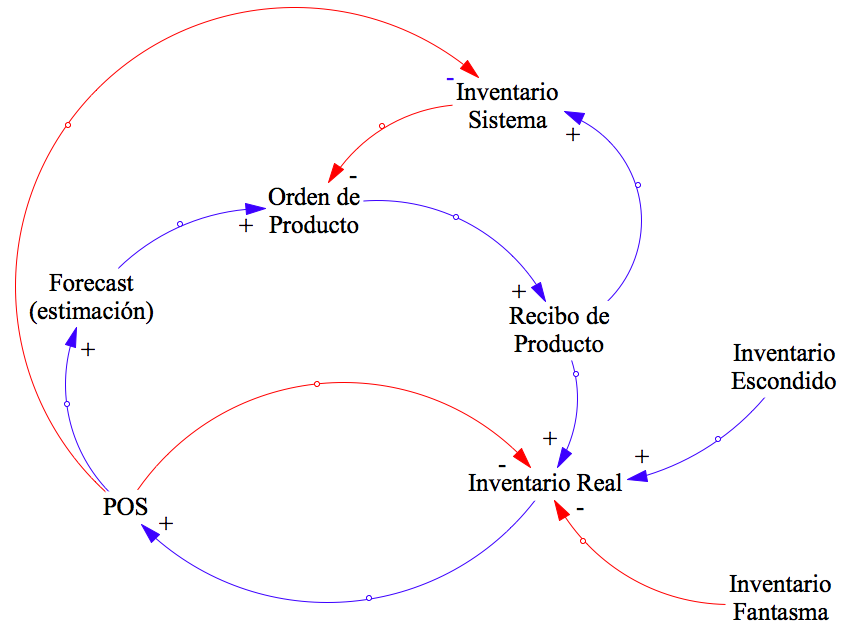 -
Inventario
Sistema
+
-
Orden de
Producto
+
Forecast
(estimación)
+
+
Recibo de
Producto
Inventario
Escondido
+
+
-
Inventario Real
-
POS
+
Inventario
Fantasma